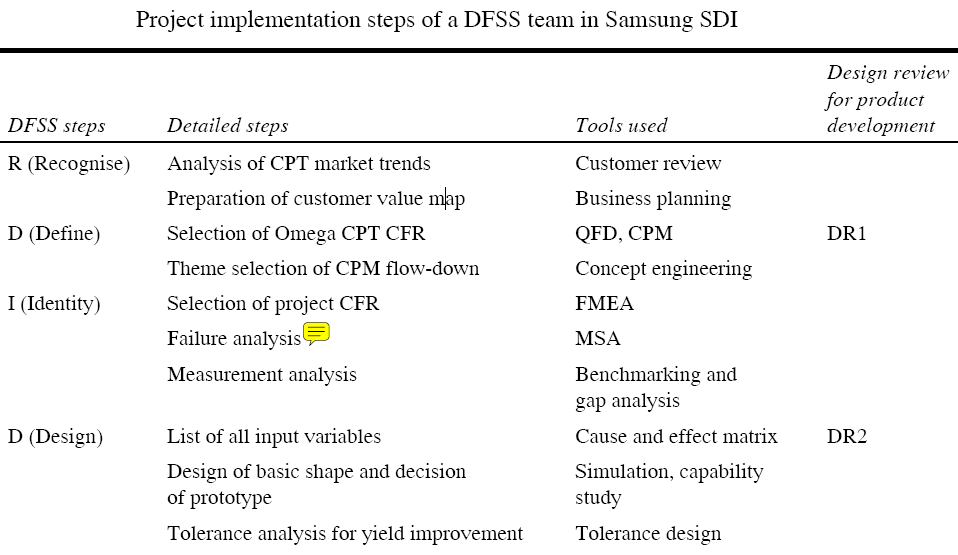 Project implementation steps of a DFSS team in Samsung SDI
Design review
for product
DFSS steps Detailed steps Tools used development
R (Recognise) Analysis of CPT market trends Customer review
Preparation of customer value map Business planning
D (Define) Selection of Omega CPT CFR QFD, CPM DR1
Theme selection of CPM flow-down Concept engineering
I (Identity) Selection of project CFR FMEA
Failure analysis MSA
Measurement analysis Benchmarking and
gap analysis
D (Design) List of all input variables Cause and effect matrix DR2
Design of basic shape and decision Simulation, capability
of prototype study
Tolerance analysis for yield improvement Tolerance design